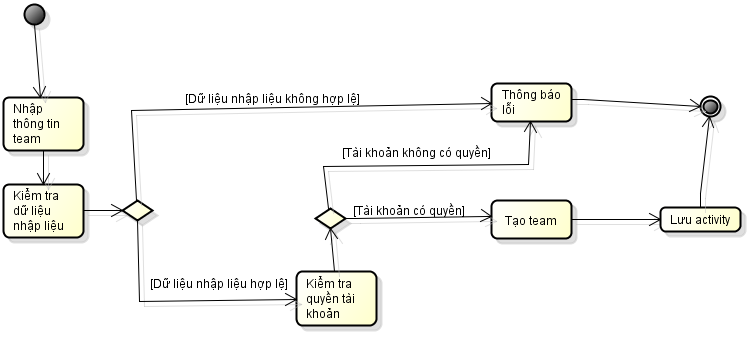 Nhập
thông tin
team
Kiểm tra
dữ liệu
nhập liệu
[Dữ liệu nhập liệu không hợp lệ]
Thông báo
lỗi
[Tài khoản không có quyền]
[Tài khoản có quyền]
Tạo team
Lưu activity
[Dữ liệu nhập liệu hợp lệ]
Kiểm tra
quyền tài
khoản